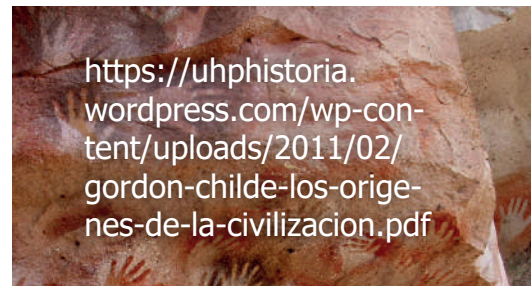 https://uhphistoria.
wordpress.com/wp-con-
tent/uploads/2011/02/
gordon-childe-los-orige-
nes-de-la-civilizacion.pdf